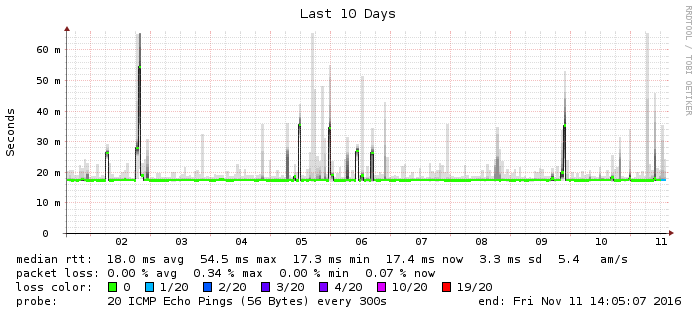 Last 10 Days
RRDTOOL / TOBI OETIKER
Seconds
60 m
50 m
40 m
30 m
20 m
10 m
0
02 03 04 05 06 07 08 09 10 11
median rtt: 18.0 ms avg 54.5 ms max 17.3 ms min 17.4 ms now 3.3 ms sd 5.4 am/s
packet loss: 0.00 % avg 0.34 % max 0.00 % min 0.07 % now
loss color: 0 1/20 2/20 3/20 4/20 10/20 19/20
probe: 20 ICMP Echo Pings (56 Bytes) every 300s end: Fri Nov 11 14:05:07 2016